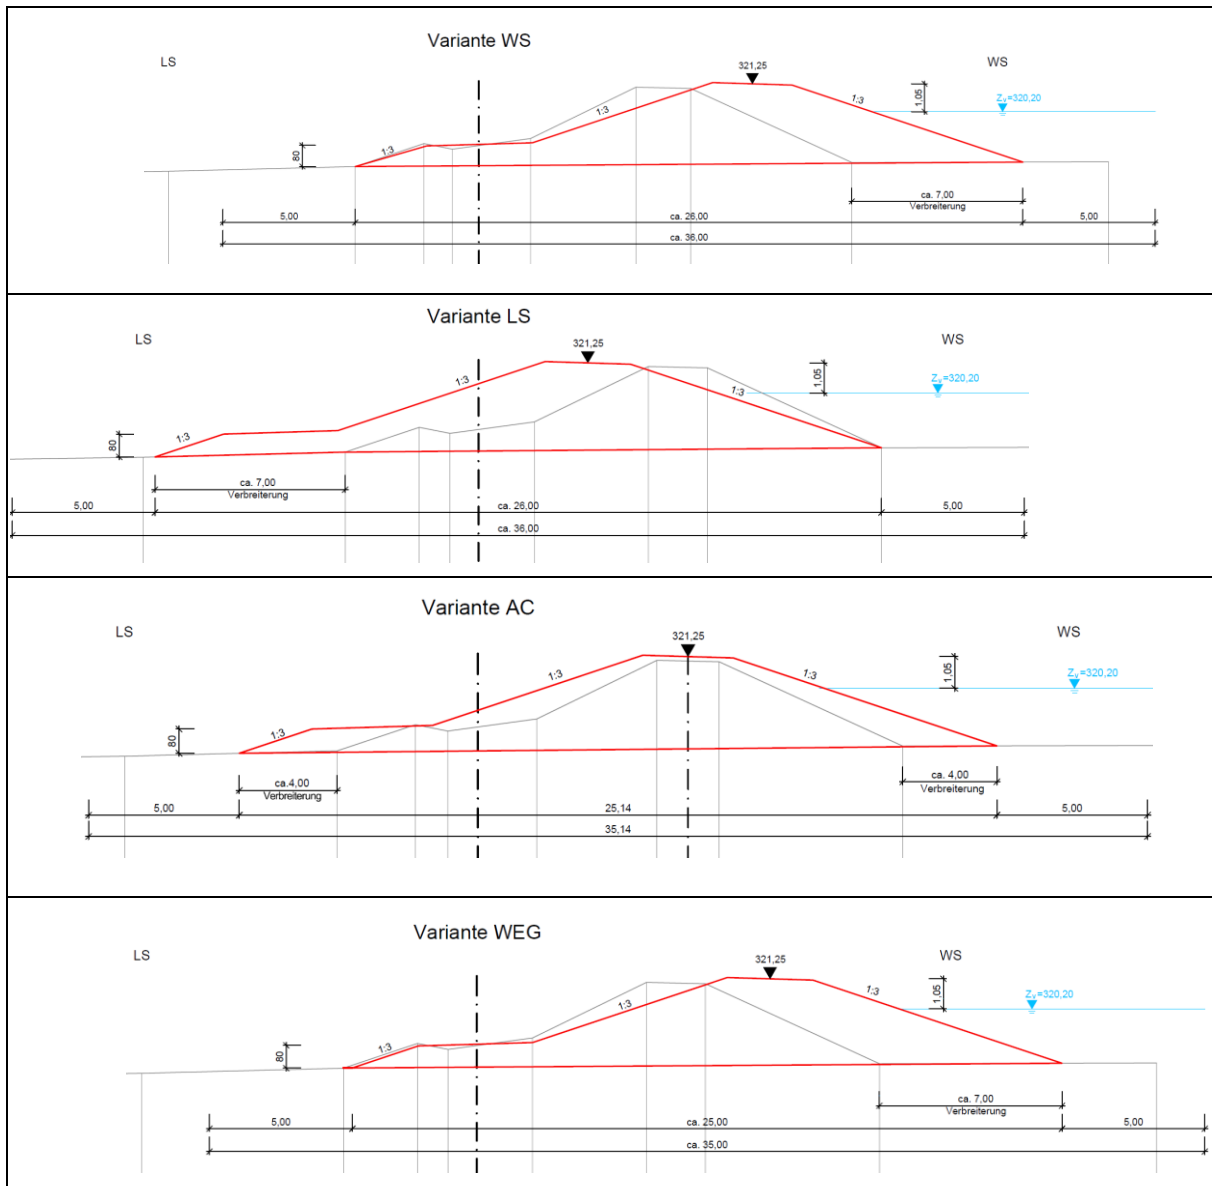 Variante WS
LS
WS
321,25
1:3
1:3
1:3
1,05
Zv=320,20
80
ca. 7,00
Verbreiterung
5,00
ca. 26,00
5,00
ca. 36,00
Variante LS
LS
WS
321,25
1:3
1:3
1:3
1,05
Zv=320,20
80
ca. 7,00
Verbreiterung
5,00
ca. 26,00
5,00
ca. 36,00
Variante AC
LS
WS
321,25
1:3
1:3
1:3
1,05
Zv=320,20
80
ca.4,00
Verbreiterung
ca. 4,00
Verbreiterung
5,00
25,14
5,00
35,14
Variante WEG
LS
WS
321,25
1:3
1:3
1:3
1,05
Zv=320,20
80
ca. 7,00
Verbreiterung
5,00
ca. 25,00
5,00
ca. 35,00